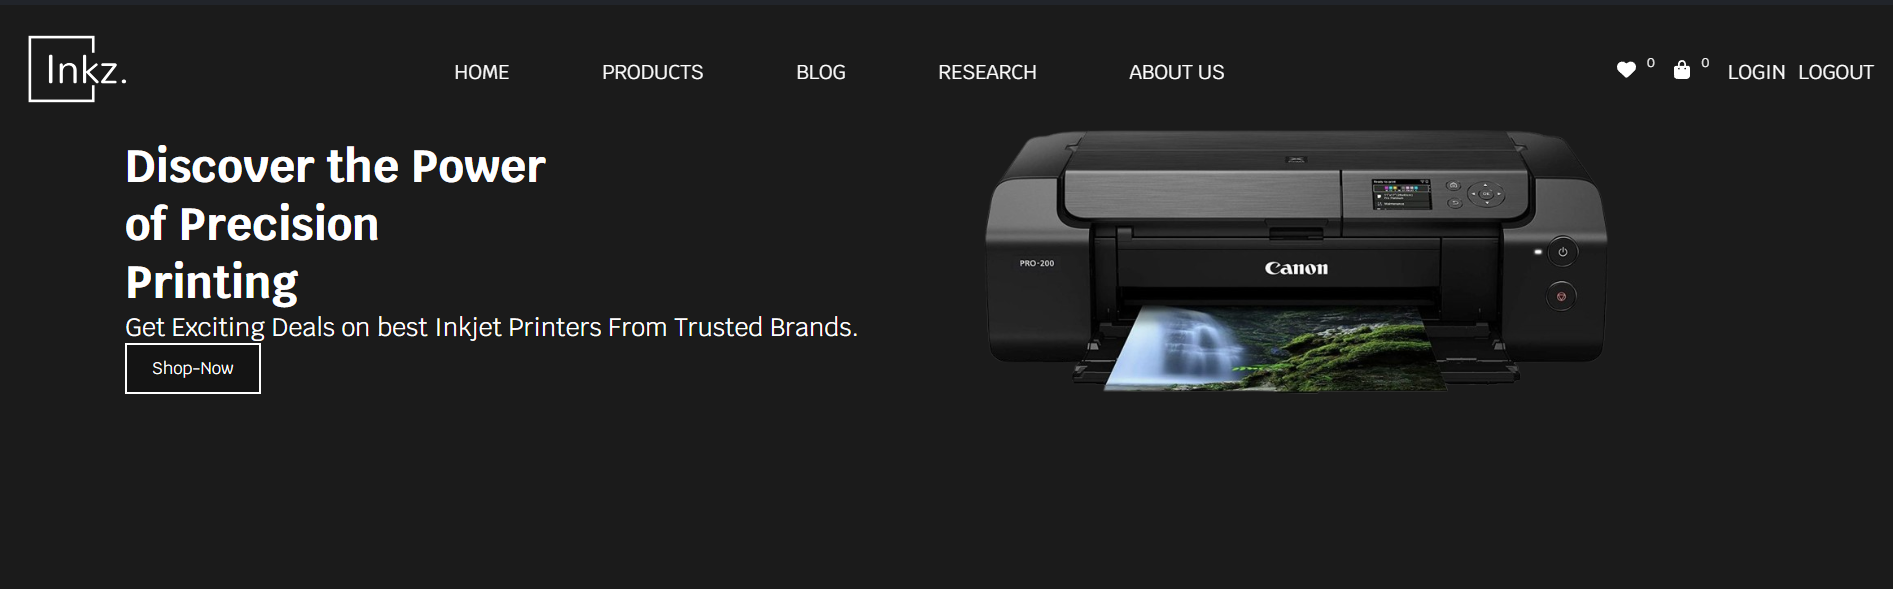 Inkz.
HOME PRODUCTS BLOG RESEARCH ABOUT US
0 0 LOGIN LOGOUT
Discover the Power
of Precision
Printing
Get Exciting Deals on best Inkjet Printers From Trusted Brands.
Shop-Now
PRO-200
Canon
OK